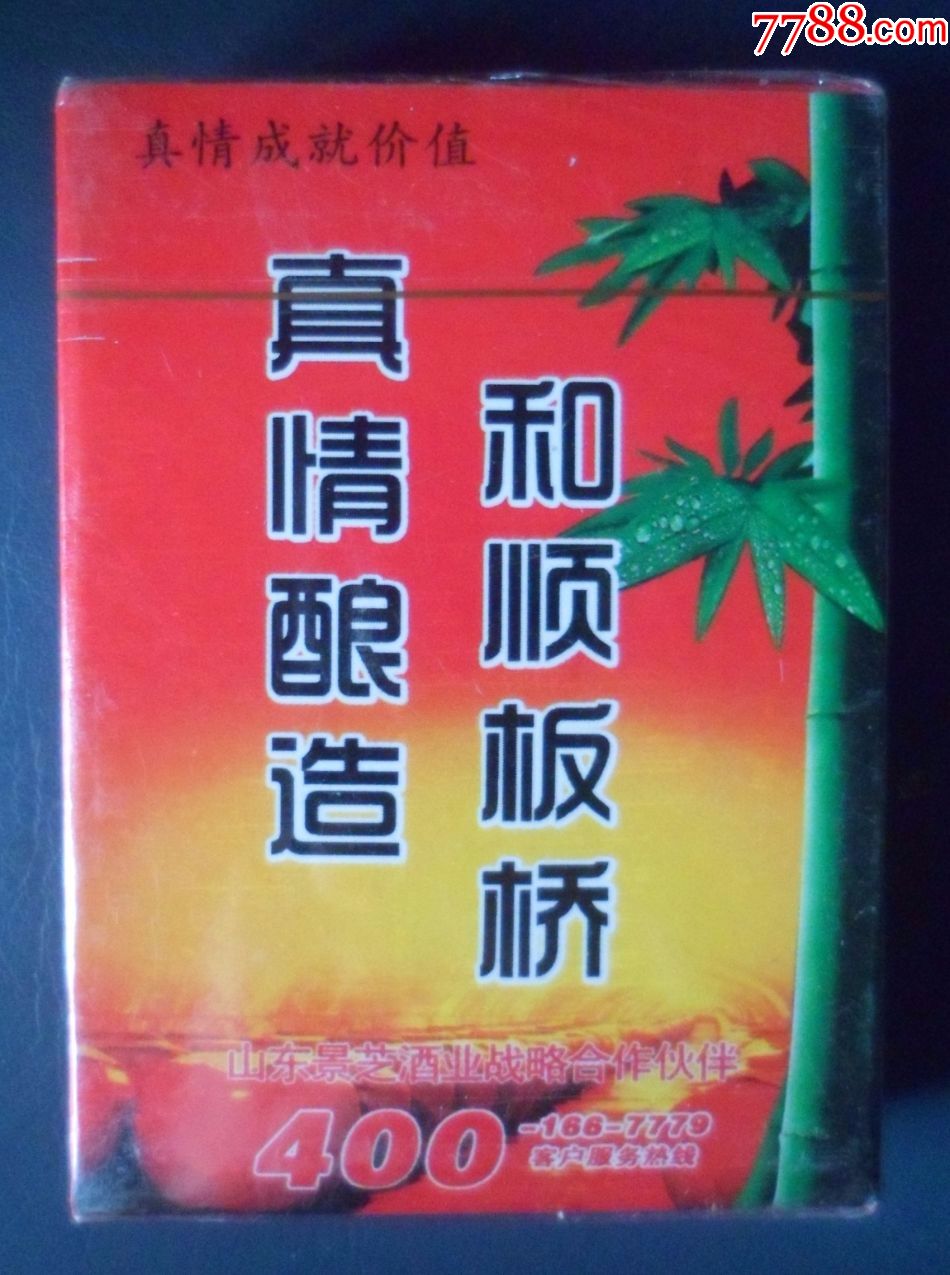 7788.com
真情成就价值
真情酿造
和顺板桥
山东景芝酒业战略合作伙伴
400-166-7779
客户服务热线